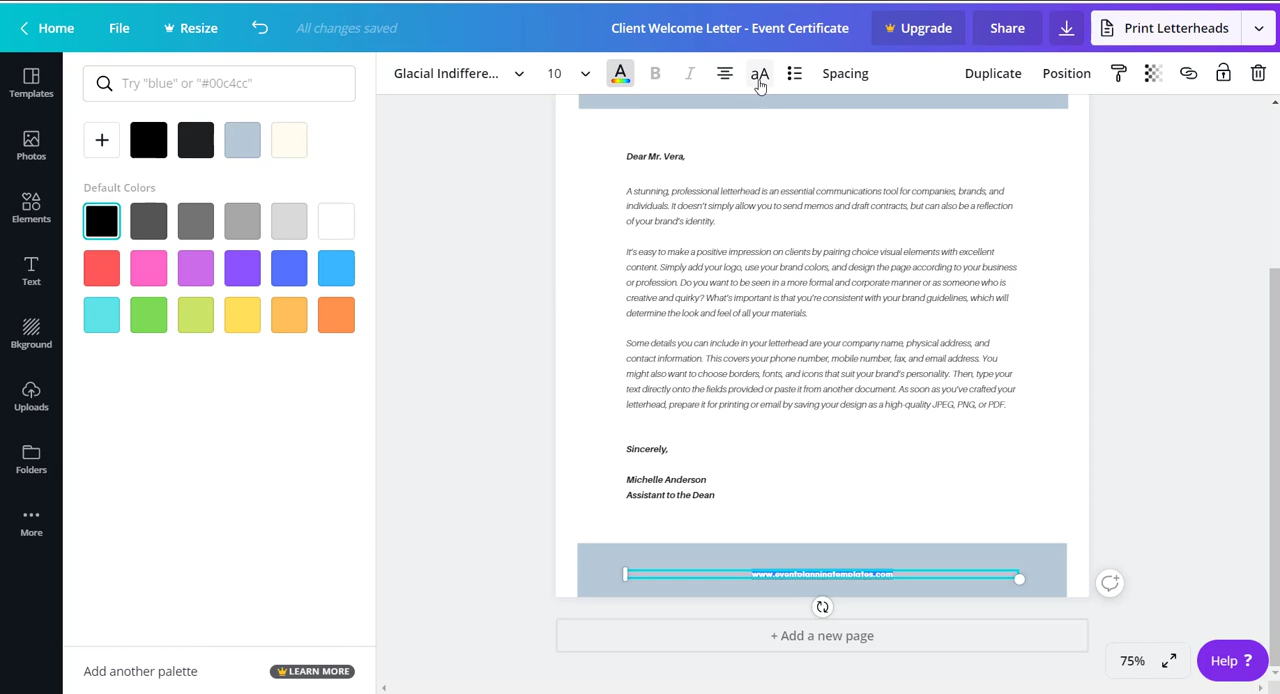 Home File Resize All changes saved Client Welcome Letter - Event Certificate Upgrade Share Print Letterheads
Glacial Indiffere... 10 A B I aA Spacing Duplicate Position
Templates
Photos
Elements
Text
Bkground
Uploads
Folders
More
Try "blue" or "#00c4cc"
+
Default Colors
Add another palette LEARN MORE
Dear Mr. Vera,
A stunning, professional letterhead is an essential communications tool for companies, brands, and
individuals. It doesn't simply allow you to send memos and draft contracts, but can also be a reflection
of your brand's identity.
It's easy to make a positive impression on clients by pairing choice visual elements with excellent
content. Simply add your logo, use your brand colors, and design the page according to your business
or profession. Do you want to be seen in a more formal and corporate manner or as someone who is
creative and quirky? What's important is that you're consistent with your brand guidelines, which will
determine the look and feel of all your materials.
Some details you can include in your letterhead are your company name, physical address, and
contact information. This covers your phone number, mobile number, fax, and email address. You
might also want to choose borders, fonts, and icons that suit your brand's personality. Then, type your
text directly onto the fields provided or paste it from another document. As soon as you've crafted your
letterhead, prepare it for printing or email by saving your design as a high-quality JPEG, PNG, or PDF.
Sincerely,
Michelle Anderson
Assistant to the Dean
www.eventplanningtemplates.com
+ Add a new page
75% Help ?